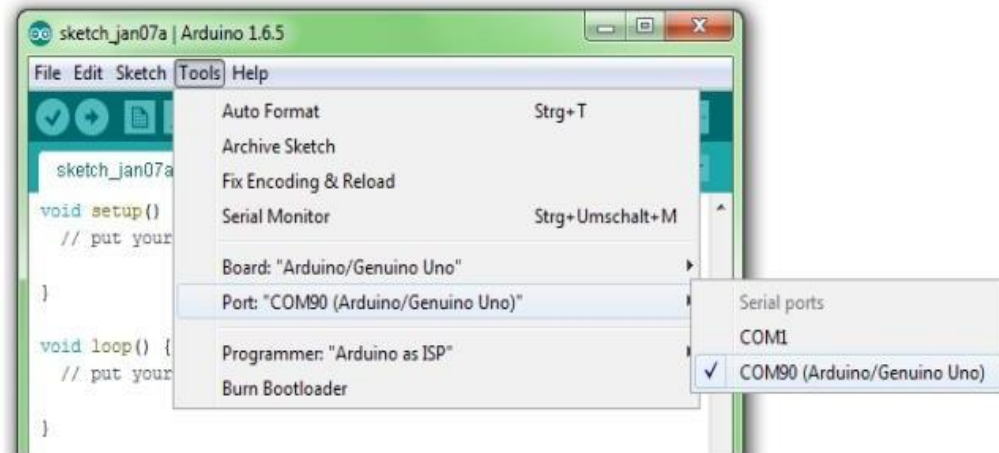 sketch_jan07a | Arduino 1.6.5
File Edit Sketch Tools Help
Auto Format Strg+T
Archive Sketch
sketch_jan07a
Fix Encoding & Reload
void setup()
Serial Monitor Strg+Umschalt+M
// put your
Board: "Arduino/Genuino Uno"
}
Port: "COM90 (Arduino/Genuino Uno)"
Serial ports
COM1
✓ COM90 (Arduino/Genuino Uno)
void loop() {
Programmer: "Arduino as ISP"
// put your
Burn Bootloader
}